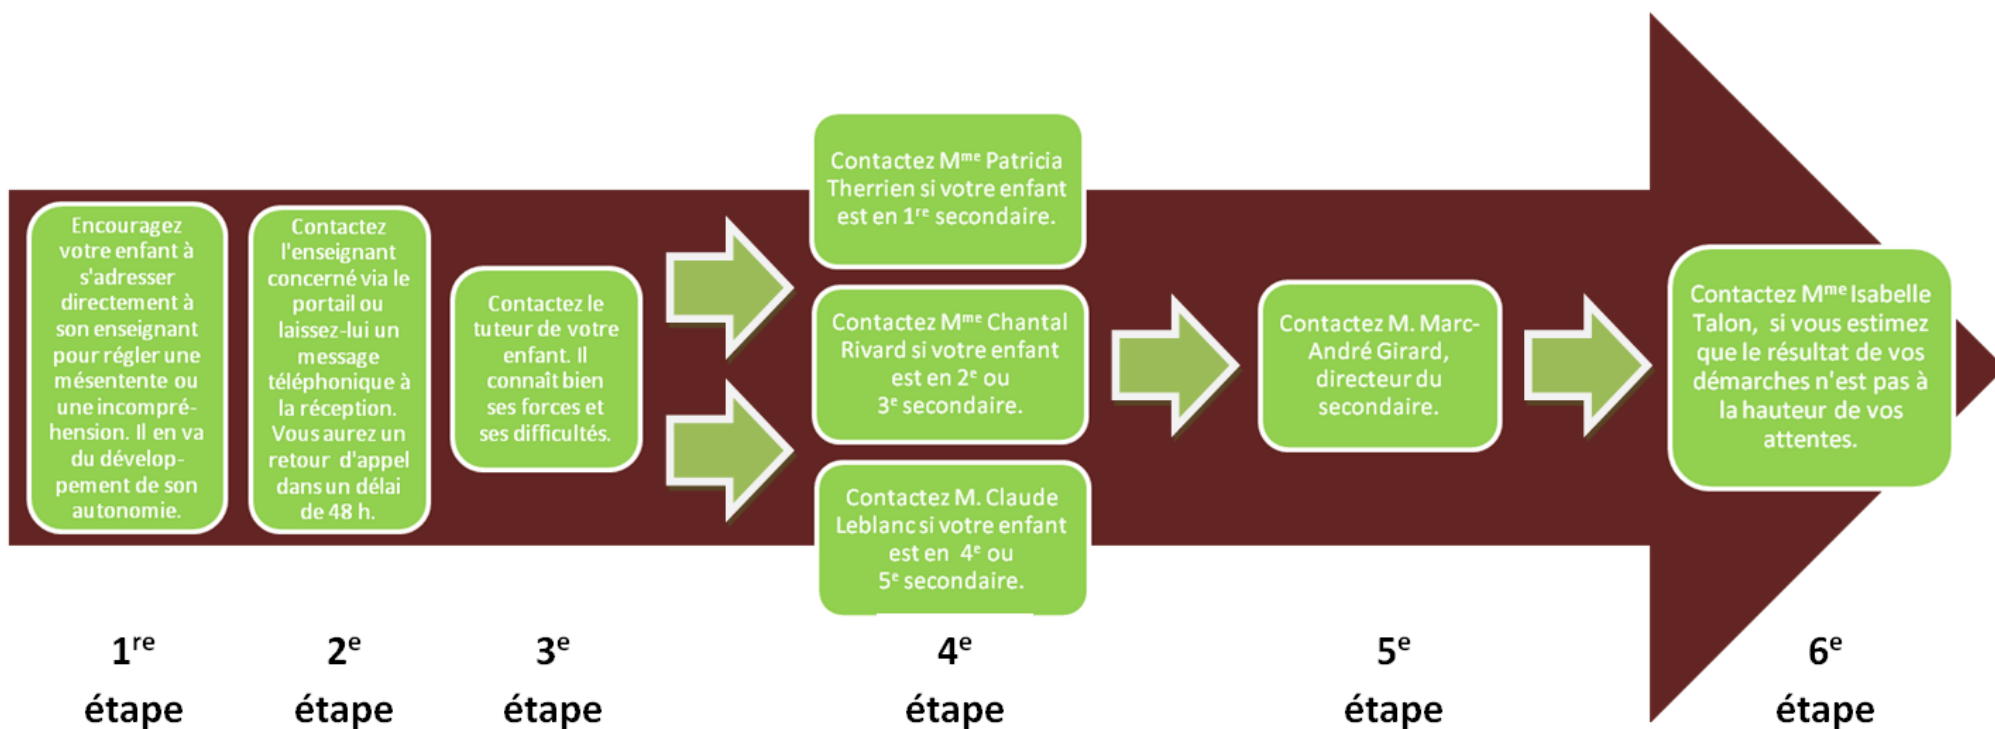 Encouragez
votre enfant à
s'adresser
directement à
son enseignant
pour régler une
mésentente ou
une incompré-
hension. Il en va
du dévelop-
pement de son
autonomie.
Contactez
l'enseignant
concerné via le
portail ou
laissez-lui un
message
téléphonique à
la réception.
Vous aurez un
retour d'appel
dans un délai
de 48 h.
Contactez le
tuteur de votre
enfant. Il
connaît bien
ses forces et
ses difficultés.
Contactez Mme Patricia
Therrien si votre enfant
est en 1re secondaire.
Contactez Mme Chantal
Rivard si votre enfant
est en 2e ou
3e secondaire.
Contactez M. Claude
Leblanc si votre enfant
est en 4e ou
5e secondaire.
Contactez M. Marc-
André Girard,
directeur du
secondaire.
Contactez Mme Isabelle
Talon, si vous estimez
que le résultat de vos
démarches n'est pas à
la hauteur de vos
attentes.
1re
étape
2e
étape
3e
étape
4e
étape
5e
étape
6e
étape